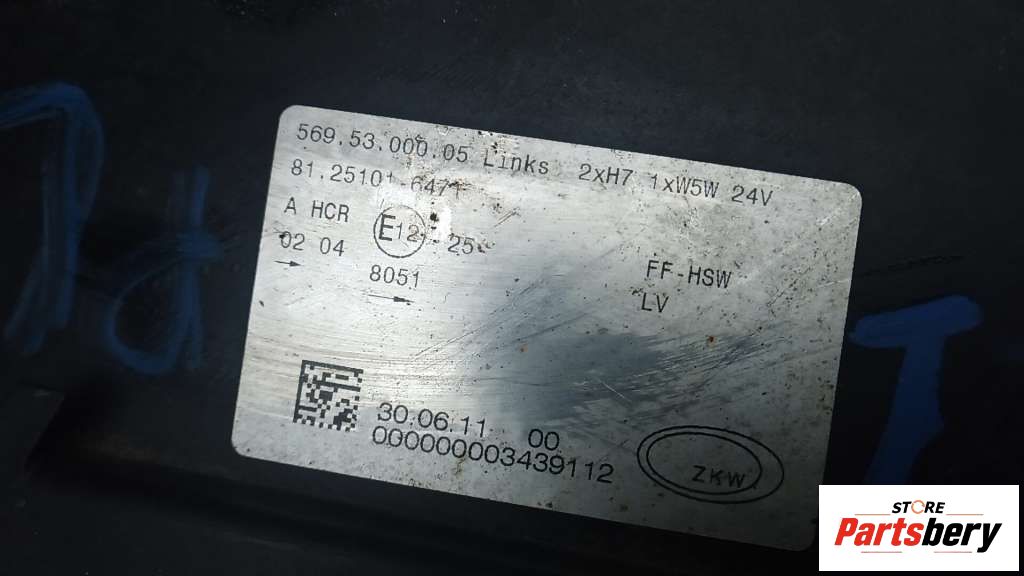 569.53.000.05 Links 2xH7 1xW5W 24V
81.25101
A HCR E12 25
02 04
8051
FF-HSW
LV
30.06.11 00
000000003439112
ZKW
STORE
Partsbery